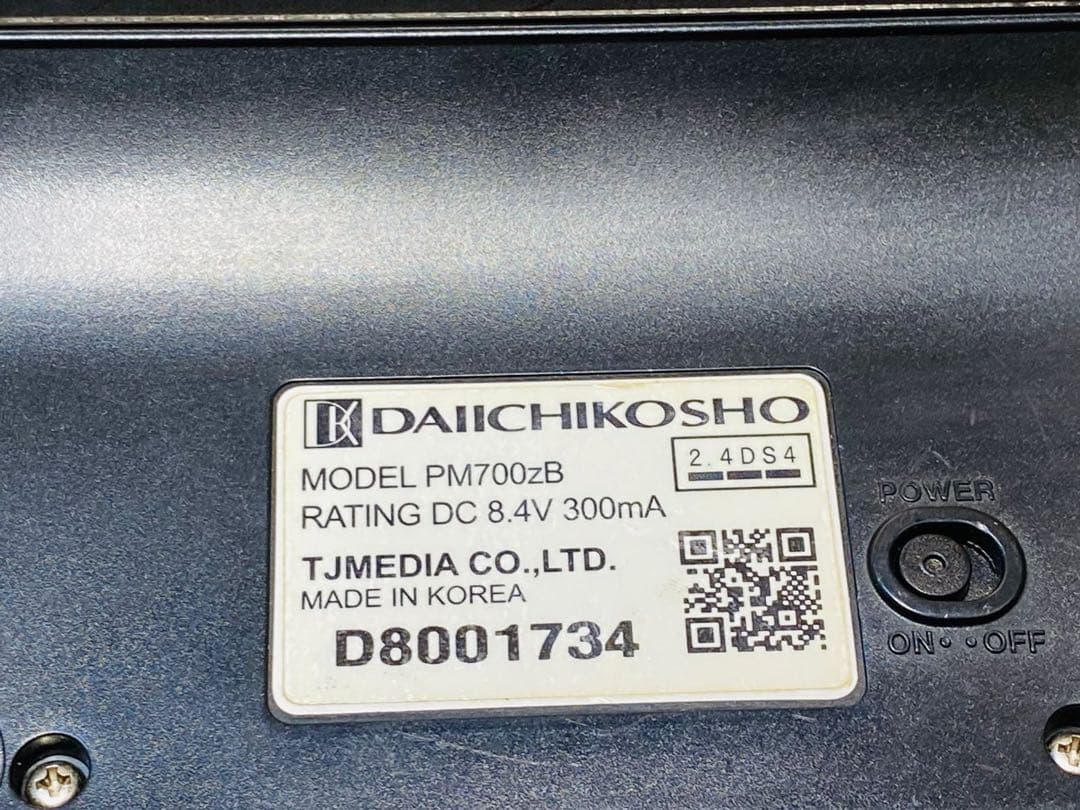 DK DAIICHIKOSHO
MODEL PM700zB
2.4DS4
RATING DC 8.4V 300mA
TJMEDIA CO.,LTD.
MADE IN KOREA
D8001734
POWER
ON • • OFF